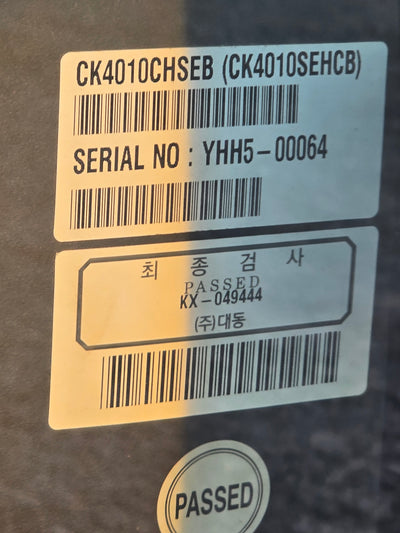 CK4010CHSEB (CK4010SEHCB)
SERIAL NO : YHH5-00064
최 종 검 사
PASSED
KX-049444
(주)대동
PASSED